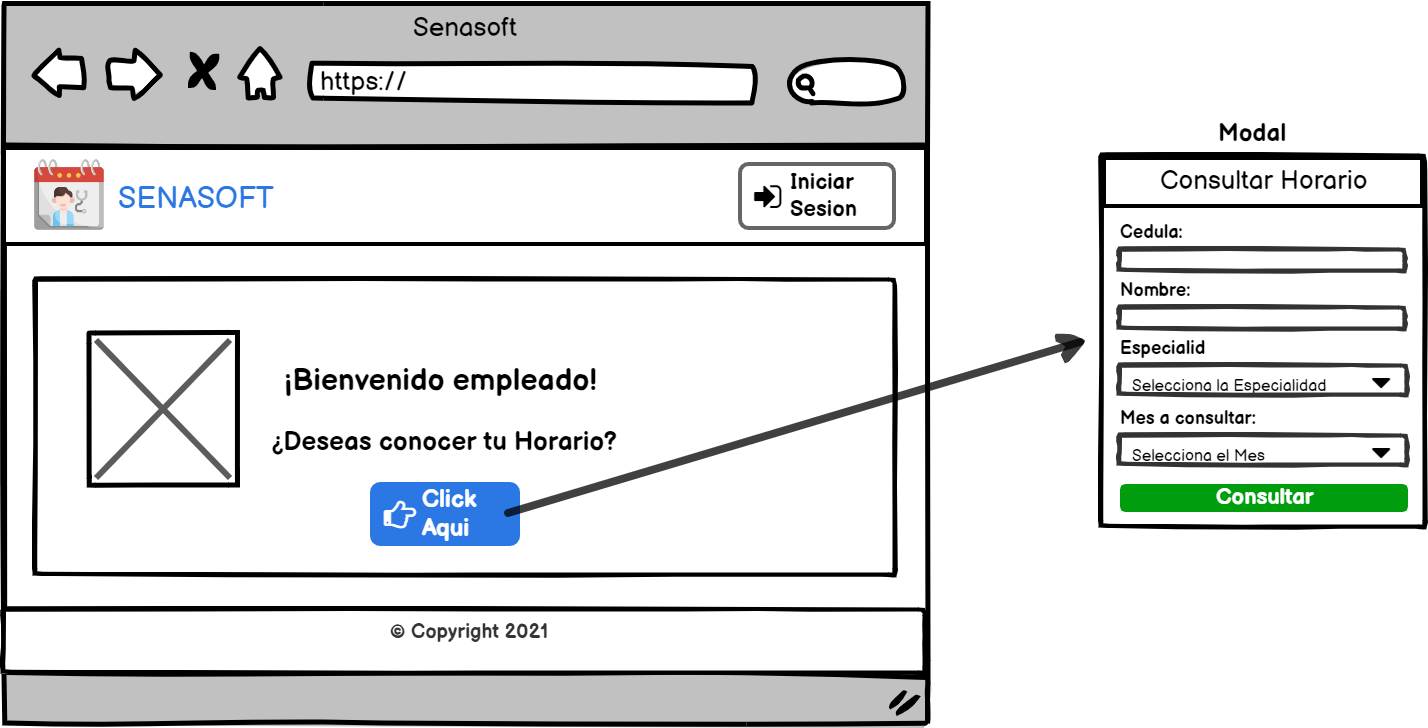 Senasoft
https://
SENASOFT
Iniciar
Sesion
¡Bienvenido empleado!
¿Deseas conocer tu Horario?
Click
Aqui
© Copyright 2021
Modal
Consultar Horario
Cedula:
Nombre:
Especialid
Selecciona la Especialidad
Mes a consultar:
Selecciona el Mes
Consultar